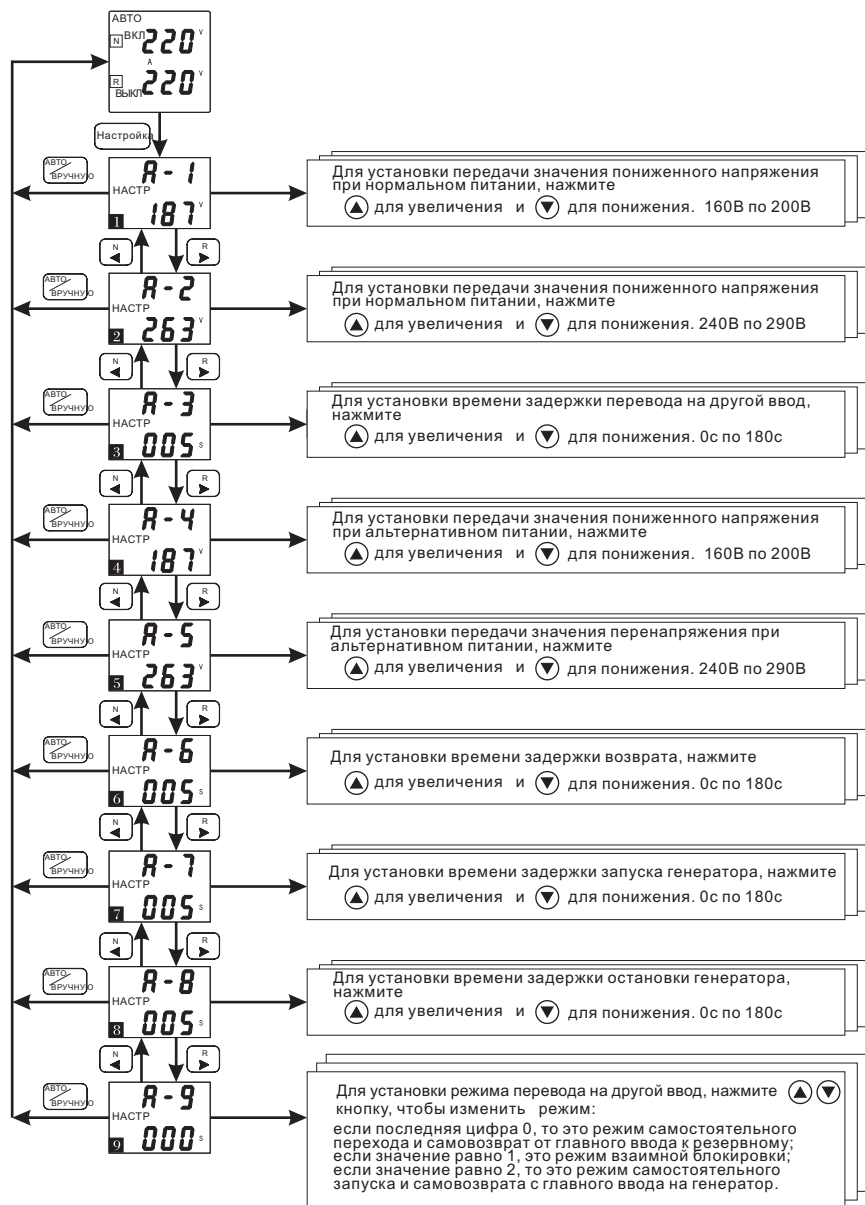 АВТО
N ВКЛ 220 V
A
R 220 V
ВЫКЛ
Настройка
АВТО ВРУЧНУЮ
A-1
НАСТР
1 187 V
Для установки передачи значения пониженного напряжения
при нормальном питании, нажмите
▲ для увеличения и ▼ для понижения. 160В по 200В
N ◄ R ►
АВТО ВРУЧНУЮ
A-2
НАСТР
2 263 V
Для установки передачи значения пониженного напряжения
при нормальном питании, нажмите
▲ для увеличения и ▼ для понижения. 240В по 290В
N ◄ R ►
АВТО ВРУЧНУЮ
A-3
НАСТР
3 005 S
Для установки времени задержки перевода на другой ввод,
нажмите
▲ для увеличения и ▼ для понижения. 0с по 180с
N ◄ R ►
АВТО ВРУЧНУЮ
A-4
НАСТР
4 187 V
Для установки передачи значения пониженного напряжения
при альтернативном питании, нажмите
▲ для увеличения и ▼ для понижения. 160В по 200В
N ◄ R ►
АВТО ВРУЧНУЮ
A-5
НАСТР
5 263 V
Для установки передачи значения перенапряжения при
альтернативном питании, нажмите
▲ для увеличения и ▼ для понижения. 240В по 290В
N ◄ R ►
АВТО ВРУЧНУЮ
A-6
НАСТР
6 005 S
Для установки времени задержки возврата, нажмите
▲ для увеличения и ▼ для понижения. 0с по 180с
N ◄ R ►
АВТО ВРУЧНУЮ
A-7
НАСТР
7 005 S
Для установки времени задержки запуска генератора, нажмите
▲ для увеличения и ▼ для понижения. 0с по 180с
N ◄ R ►
АВТО ВРУЧНУЮ
A-8
НАСТР
8 005 S
Для установки времени задержки остановки генератора,
нажмите
▲ для увеличения и ▼ для понижения. 0с по 180с
N ◄ R ►
АВТО ВРУЧНУЮ
A-9
НАСТР
9 000 S
Для установки режима перевода на другой ввод, нажмите ▲▼
кнопку, чтобы изменить режим:
если последняя цифра 0, то это режим самостоятельного
перехода и самовозврат от главного ввода к резервному;
если значение равно 1, это режим взаимной блокировки;
если значение равно 2, то это режим самостоятельного
запуска и самовозврата с главного ввода на генератор.